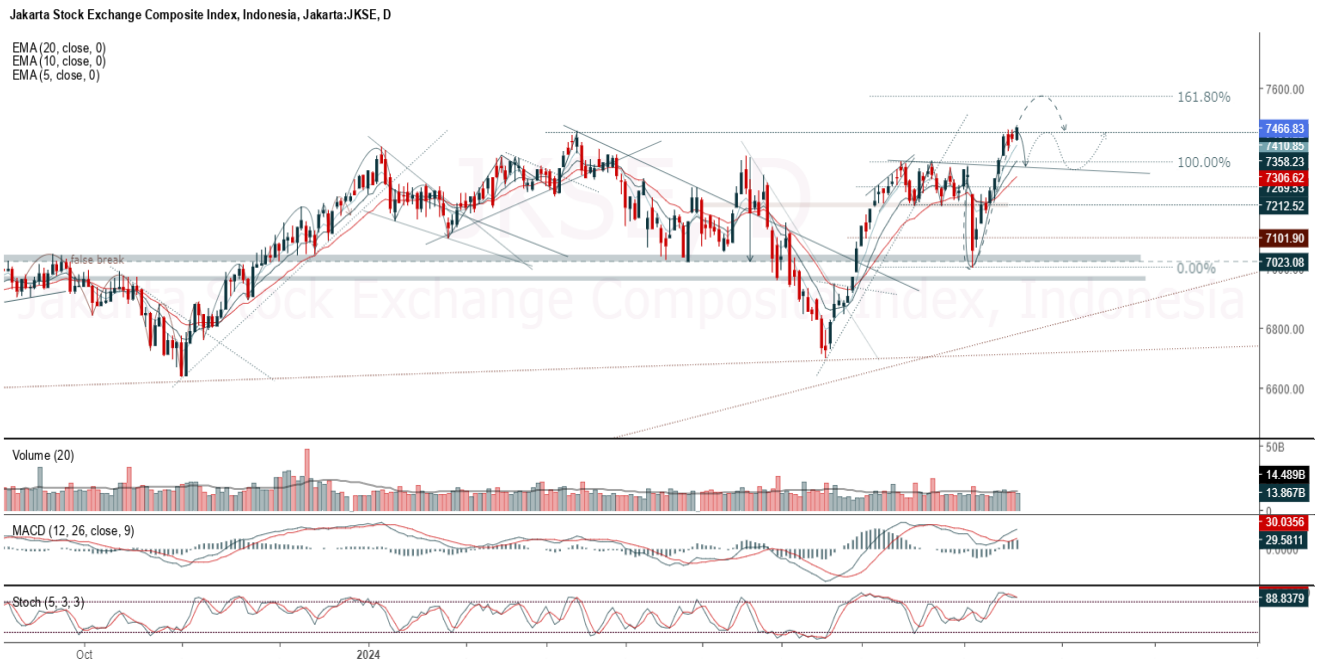 Jakarta Stock Exchange Composite Index, Indonesia, Jakarta:JKSE, D
EMA (20, close, 0)
EMA (10, close, 0)
EMA (5, close, 0)
JKSE, D
Jakarta Stock Exchange Composite Index, Indonesia
false break
161.80%
100.00%
0.00%
7600.00
7466.83
7410.85
7358.23
7306.62
7269.53
7212.52
7101.90
7023.08
6800.00
6600.00
Volume (20)
50B
14.489B
13.867B
0
MACD (12, 26, close, 9)
30.0356
29.5811
0.0000
Stoch (5, 3, 3)
88.8379
Oct
2024